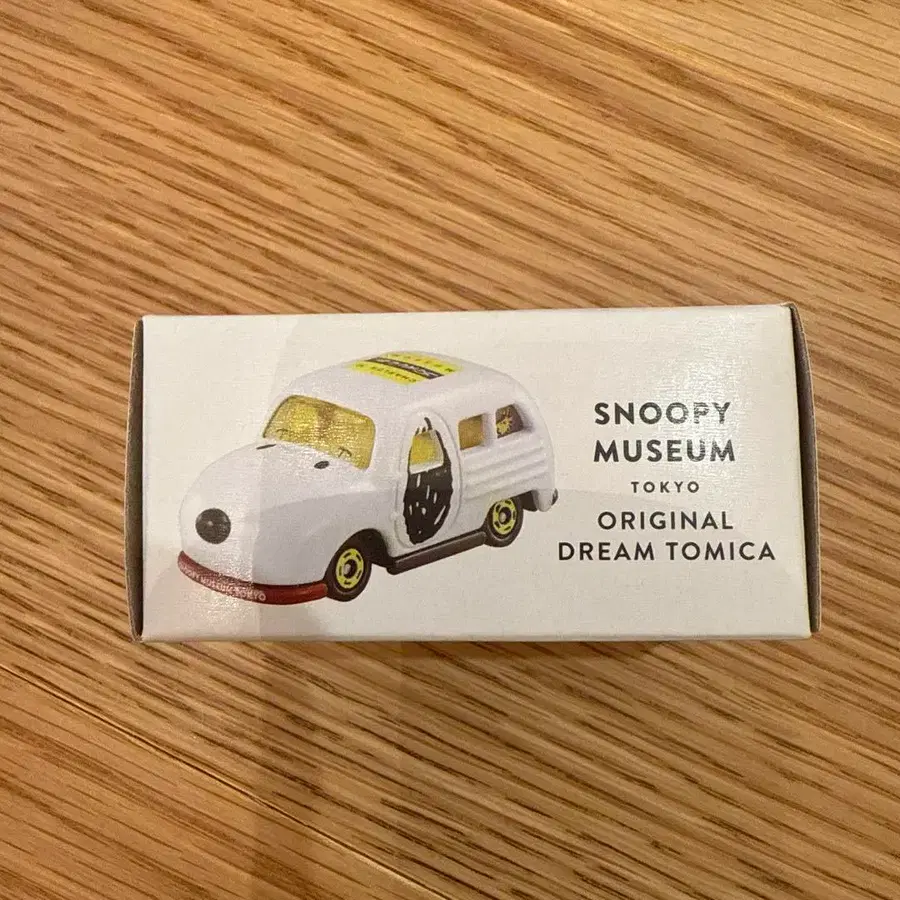 SNOOPY
MUSEUM
TOKYO
ORIGINAL
DREAM TOMICA
SNOOPY MUSEUM TOKYO